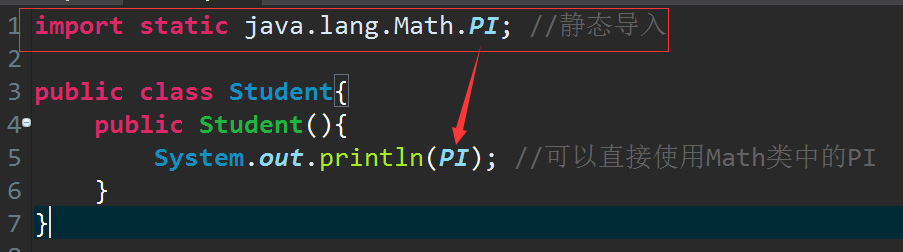 1 import static java.lang.Math.PI; //静态导入
2
3 public class Student{
4 public Student(){
5 System.out.println(PI); //可以直接使用Math类中的PI
6 }
7 }